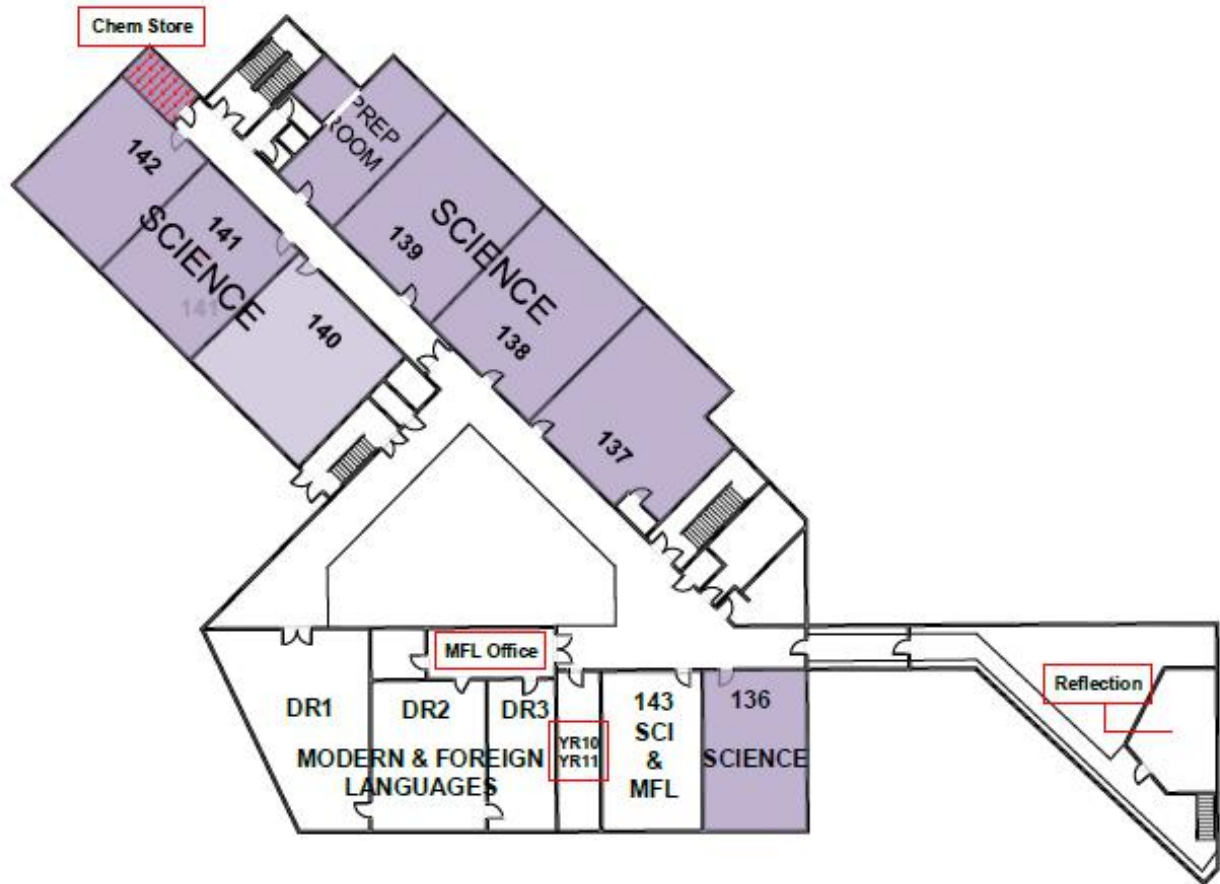 Chem Store
PREP
ROOM
142
SCIENCE
141
141
140
SCIENCE
139
138
137
MFL Office
Reflection
DR1
DR2
DR3
MODERN & FOREIGN
LANGUAGES
YR10
YR11
143
SCI
&
MFL
136
SCIENCE